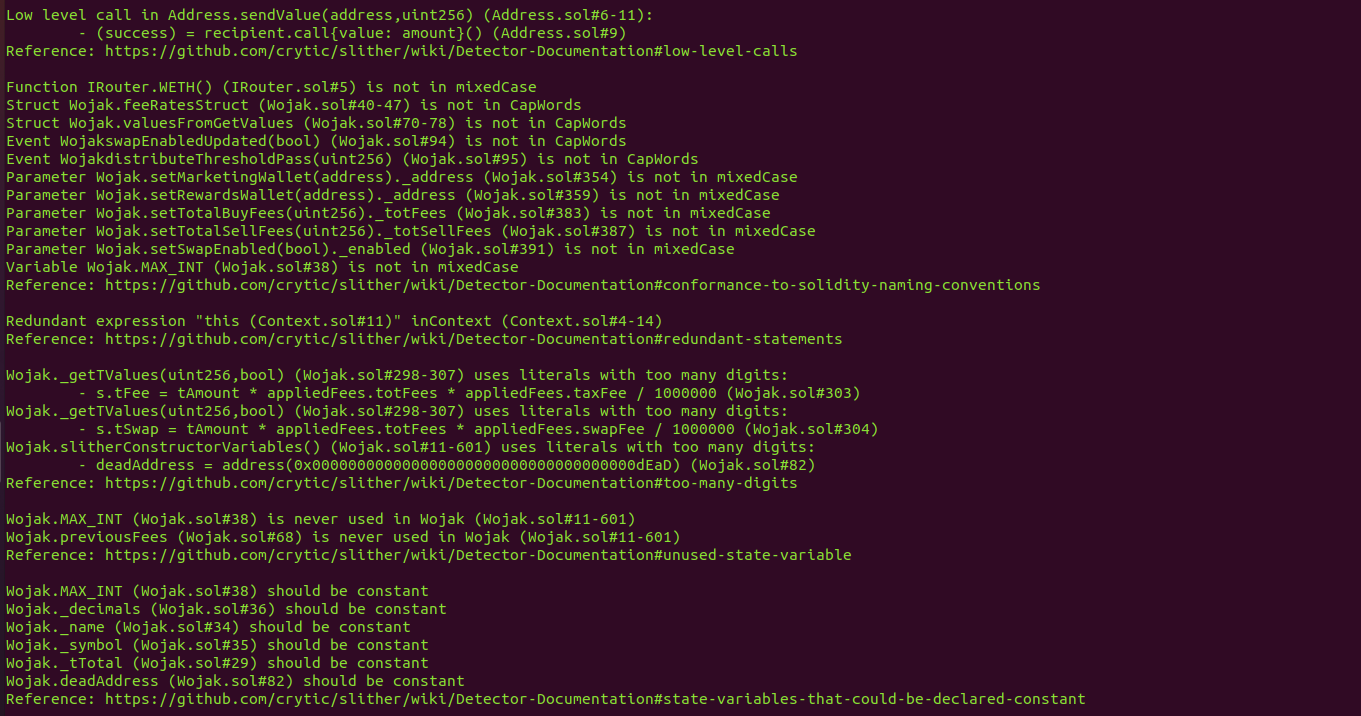 Low level call in Address.sendValue(address,uint256) (Address.sol#6-11):
- (success) = recipient.call{value: amount}() (Address.sol#9)
Reference: https://github.com/crytic/slither/wiki/Detector-Documentation#low-level-calls
Function IRouter.WETH() (IRouter.sol#5) is not in mixedCase
Struct Wojak.feeRatesStruct (Wojak.sol#40-47) is not in CapWords
Struct Wojak.valuesFromGetValues (Wojak.sol#70-78) is not in CapWords
Event WojakswapEnabledUpdated(bool) (Wojak.sol#94) is not in CapWords
Event WojakdistributeThresholdPass(uint256) (Wojak.sol#95) is not in CapWords
Parameter Wojak.setMarketingWallet(address)._address (Wojak.sol#354) is not in mixedCase
Parameter Wojak.setRewardsWallet(address)._address (Wojak.sol#359) is not in mixedCase
Parameter Wojak.setTotalBuyFees(uint256)._totFees (Wojak.sol#383) is not in mixedCase
Parameter Wojak.setTotalSellFees(uint256)._totSellFees (Wojak.sol#387) is not in mixedCase
Parameter Wojak.setSwapEnabled(bool)._enabled (Wojak.sol#391) is not in mixedCase
Variable Wojak.MAX_INT (Wojak.sol#38) is not in mixedCase
Reference: https://github.com/crytic/slither/wiki/Detector-Documentation#conformance-to-solidity-naming-conventions
Redundant expression "this (Context.sol#11)" inContext (Context.sol#4-14)
Reference: https://github.com/crytic/slither/wiki/Detector-Documentation#redundant-statements
Wojak._getTValues(uint256,bool) (Wojak.sol#298-307) uses literals with too many digits:
- s.tFee = tAmount * appliedFees.totFees * appliedFees.taxFee / 1000000 (Wojak.sol#303)
Wojak._getTValues(uint256,bool) (Wojak.sol#298-307) uses literals with too many digits:
- s.tSwap = tAmount * appliedFees.totFees * appliedFees.swapFee / 1000000 (Wojak.sol#304)
Wojak.slitherConstructorVariables() (Wojak.sol#11-601) uses literals with too many digits:
- deadAddress = address(0x000000000000000000000000000000000000dEaD) (Wojak.sol#82)
Reference: https://github.com/crytic/slither/wiki/Detector-Documentation#too-many-digits
Wojak.MAX_INT (Wojak.sol#38) is never used in Wojak (Wojak.sol#11-601)
Wojak.previousFees (Wojak.sol#68) is never used in Wojak (Wojak.sol#11-601)
Reference: https://github.com/crytic/slither/wiki/Detector-Documentation#unused-state-variable
Wojak.MAX_INT (Wojak.sol#38) should be constant
Wojak._decimals (Wojak.sol#36) should be constant
Wojak._name (Wojak.sol#34) should be constant
Wojak._symbol (Wojak.sol#35) should be constant
Wojak._tTotal (Wojak.sol#29) should be constant
Wojak.deadAddress (Wojak.sol#82) should be constant
Reference: https://github.com/crytic/slither/wiki/Detector-Documentation#state-variables-that-could-be-declared-constant